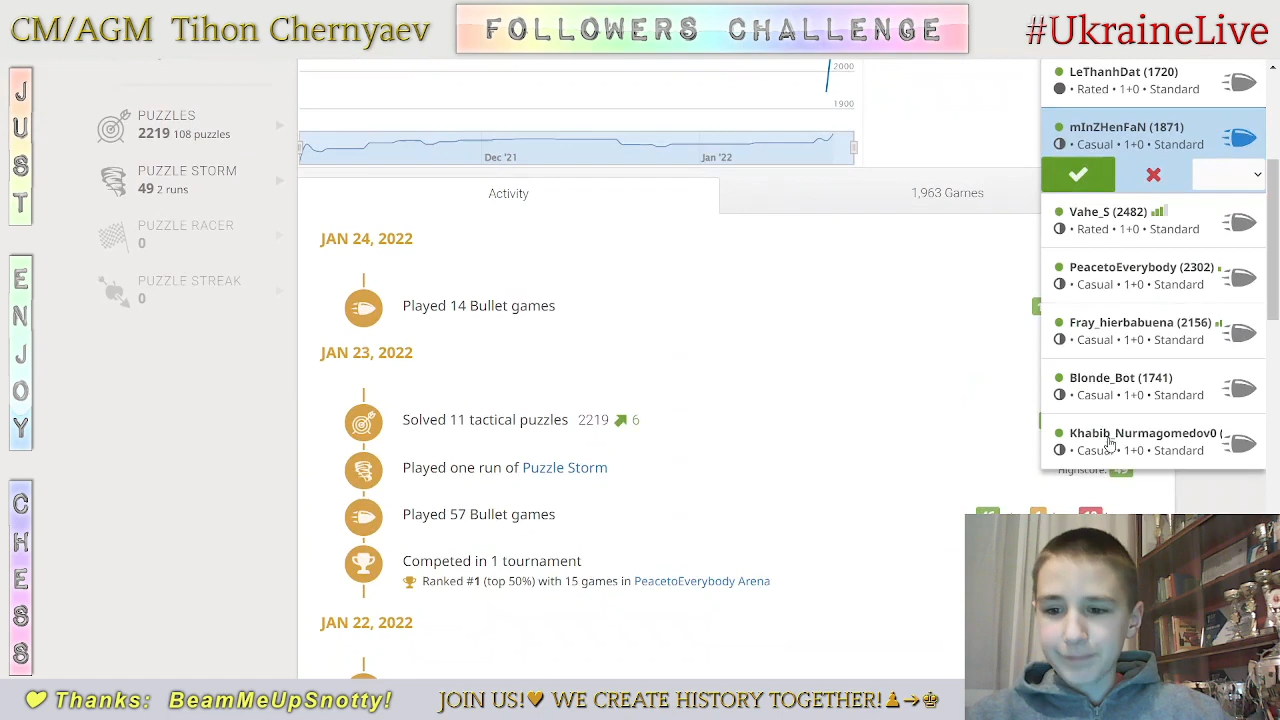 CM/AGM Tihon Chernyaev
FOLLOWERS CHALLENGE
#UkraineLive
JUST
ENJOY
CHESS
PUZZLES
2219 108 puzzles
PUZZLE STORM
49 2 runs
PUZZLE RACER
0
PUZZLE STREAK
0
2000
1900
Dec '21
Jan '22
Activity
1,963 Games
JAN 24, 2022
Played 14 Bullet games
JAN 23, 2022
Solved 11 tactical puzzles 2219 6
Played one run of Puzzle Storm
Played 57 Bullet games
Competed in 1 tournament
Ranked #1 (top 50%) with 15 games in PeacetoEverybody Arena
JAN 22, 2022
LeThanhDat (1720)
Rated • 1+0 • Standard
mInZHenFaN (1871)
Casual • 1+0 • Standard
Vahe_S (2482)
Rated • 1+0 • Standard
PeacetoEverybody (2302)
Casual • 1+0 • Standard
Fray_hierbabuena (2156)
Casual • 1+0 • Standard
Blonde_Bot (1741)
Casual • 1+0 • Standard
Khabib_Nurmagomedov0 (
Casual • 1+0 • Standard
Highscore: 49
Thanks: BeamMeUpSnotty!
JOIN US! WE CREATE HISTORY TOGETHER!